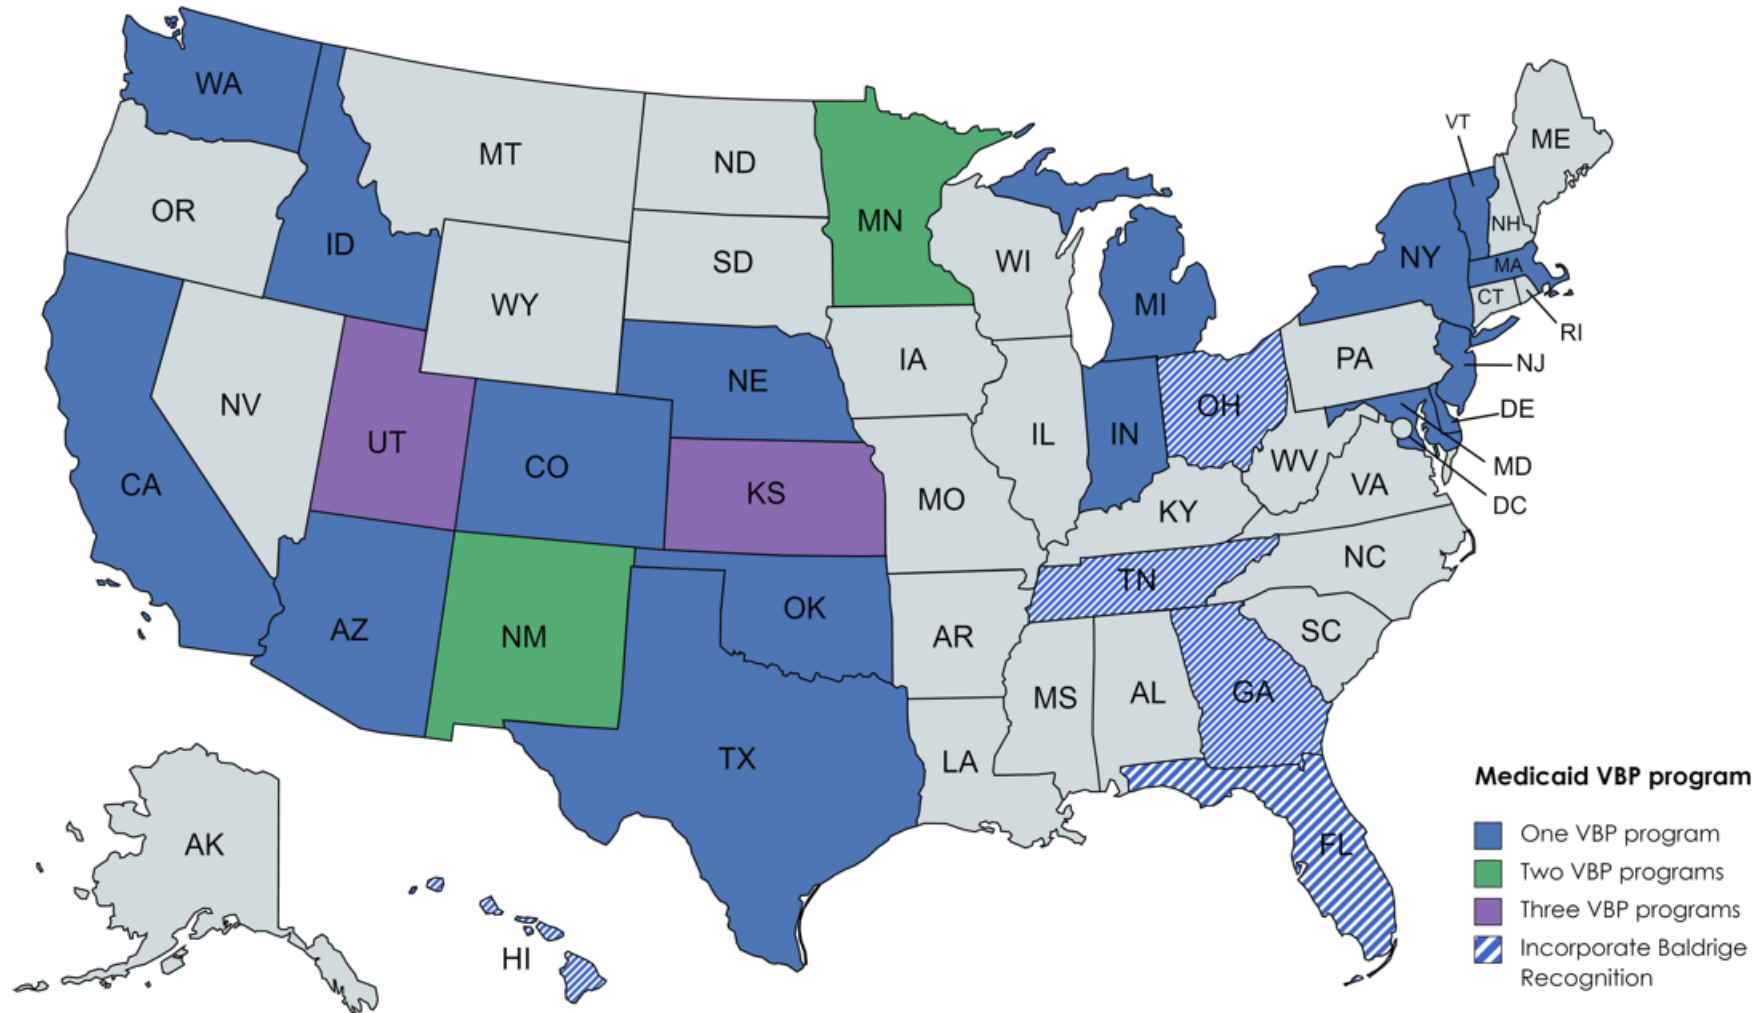 WA
MT
ND
MN
VT
ME
OR
ID
SD
WI
MI
NY
NH
MA
CT
RI
WY
IA
PA
NJ
NE
NV
UT
CO
KS
IL
IN
OH
DE
MD
DC
CA
MO
WV
VA
KY
NC
AZ
NM
OK
TN
AR
SC
MS
AL
GA
TX
LA
AK
FL
HI
Medicaid VBP program
One VBP program
Two VBP programs
Three VBP programs
Incorporate Baldrige
Recognition